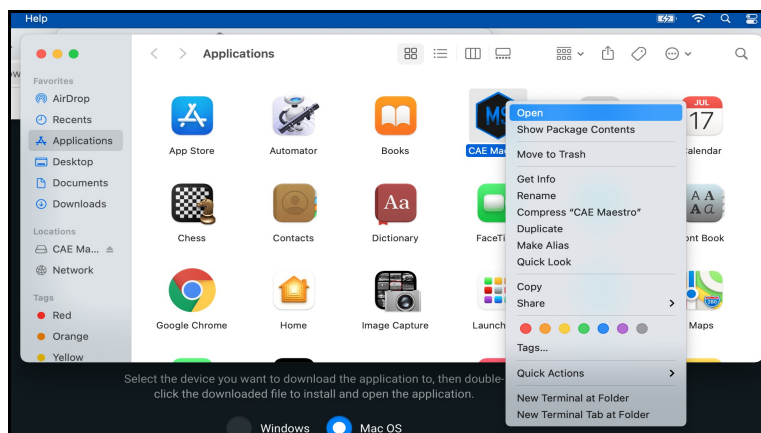 Help
Applications
Favorites
AirDrop
Recents
Applications
Desktop
Documents
Downloads
Locations
CAE Ma...
Network
Tags
Red
Orange
Yellow
App Store
Automator
Books
CAE Ma
JUL
17
alendar
Chess
Contacts
Aa
Dictionary
FaceTi
A A
A a
nt Book
Google Chrome
Home
Image Capture
Launch
280
Maps
MS
Open
Show Package Contents
Move to Trash
Get Info
Rename
Compress “CAE Maestro”
Duplicate
Make Alias
Quick Look
Copy
Share
Tags...
Quick Actions
New Terminal at Folder
New Terminal Tab at Folder
Select the device you want to download the application to, then double-
click the downloaded file to install and open the application.
Windows
Mac OS